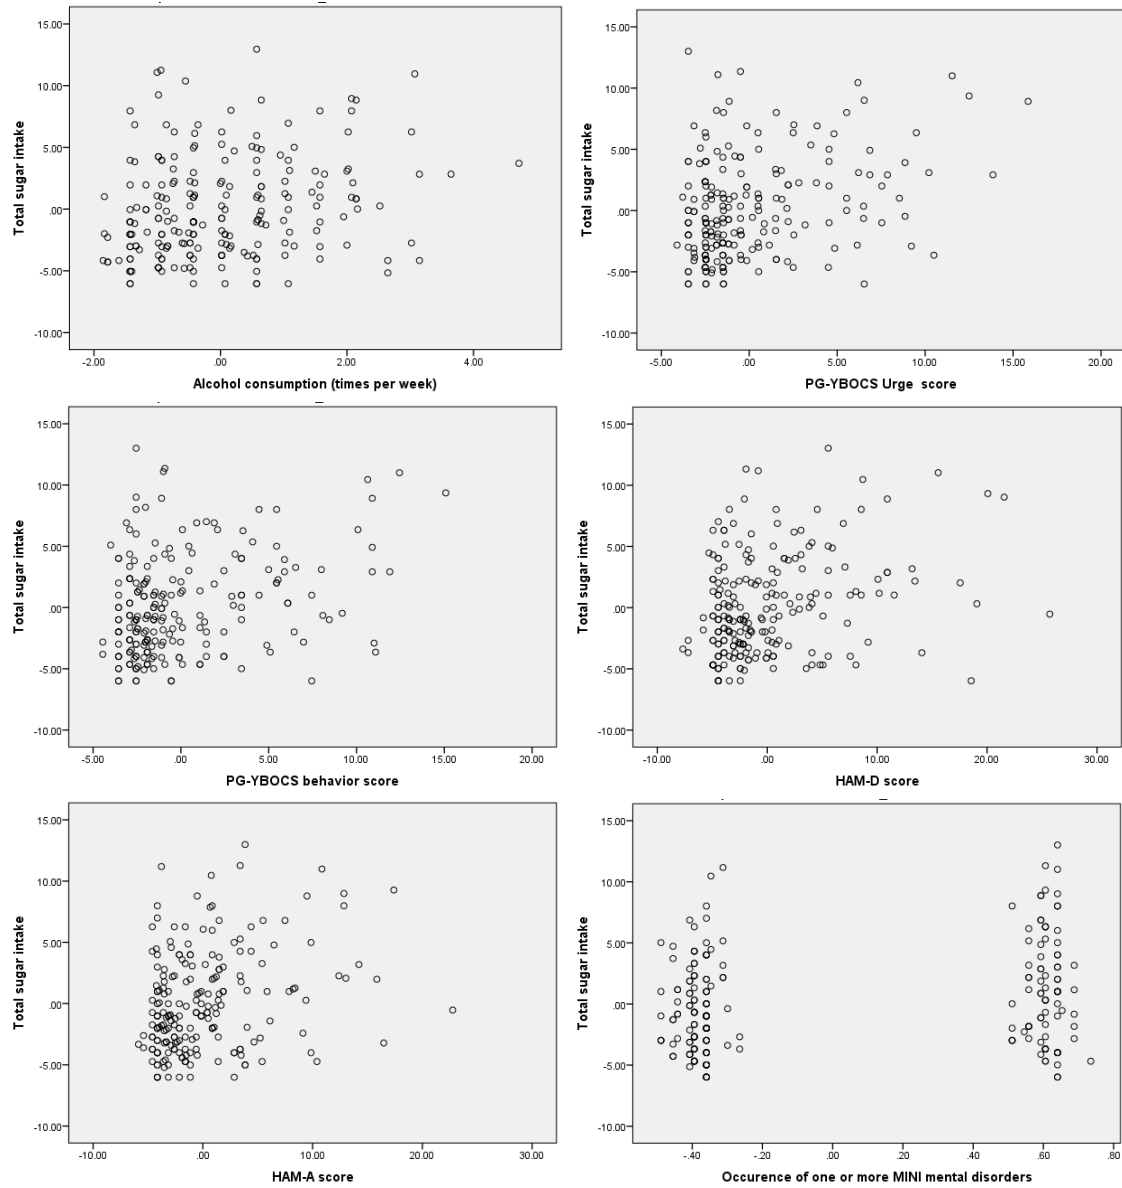 15.00
10.00
5.00
.00
-5.00
-10.00
Total sugar intake
-2.00 .00 2.00 4.00
Alcohol consumption (times per week)
15.00
10.00
5.00
.00
-5.00
-10.00
Total sugar intake
-5.00 .00 5.00 10.00 15.00 20.00
PG-YBOCS Urge score
15.00
10.00
5.00
.00
-5.00
-10.00
Total sugar intake
-5.00 .00 5.00 10.00 15.00 20.00
PG-YBOCS behavior score
15.00
10.00
5.00
.00
-5.00
-10.00
Total sugar intake
-10.00 .00 10.00 20.00 30.00
HAM-D score
15.00
10.00
5.00
.00
-5.00
-10.00
Total sugar intake
-10.00 .00 10.00 20.00 30.00
HAM-A score
15.00
10.00
5.00
.00
-5.00
-10.00
Total sugar intake
-.40 -.20 .00 .20 .40 .60 .80
Occurence of one or more MINI mental disorders